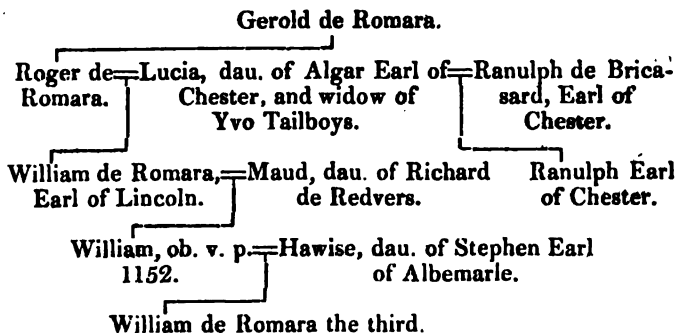 Gerold de Romara.
Roger de══Lucia, dau. of Algar Earl of══Ranulph de Brica-
Romara. Chester, and widow of sard, Earl of
Yvo Tailboys. Chester.
William de Romara,══Maud, dau. of Richard Ranulph Earl
Earl of Lincoln. de Redvers. of Chester.
William, ob. v. p.══Hawise, dau. of Stephen Earl
1152. of Albemarle.
William de Romara the third.